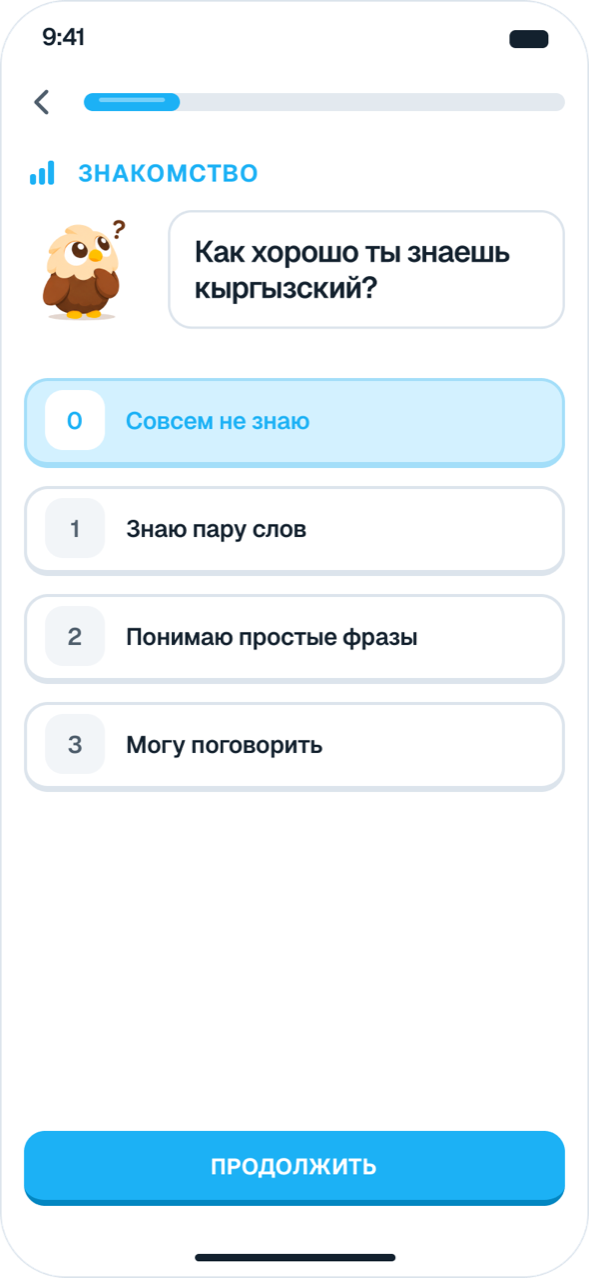 9:41
ЗНАКОМСТВО
?
Как хорошо ты знаешь
кыргызский?
0 Совсем не знаю
1 Знаю пару слов
2 Понимаю простые фразы
3 Могу поговорить
ПРОДОЛЖИТЬ